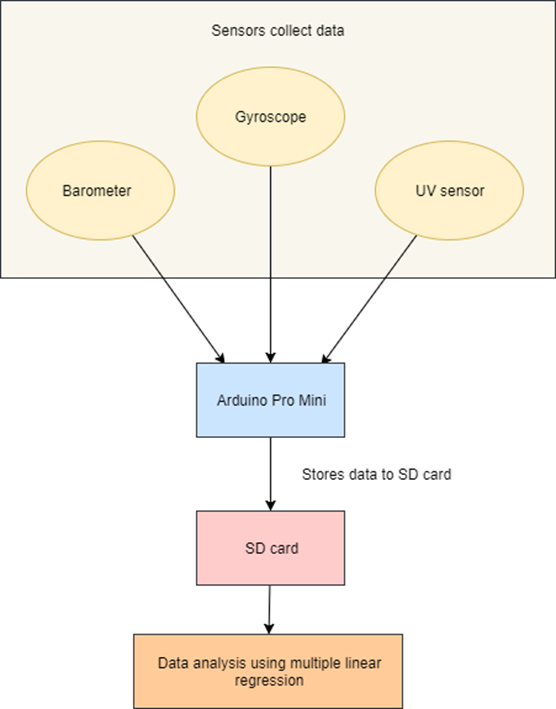 Sensors collect data
Gyroscope
Barometer
UV sensor
Arduino Pro Mini
Stores data to SD card
SD card
Data analysis using multiple linear
regression